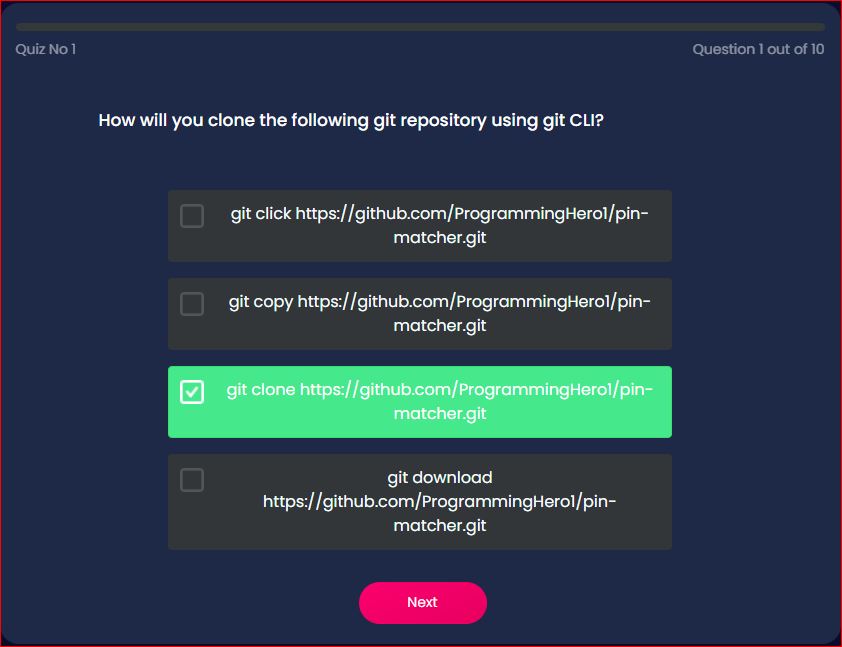 Quiz No 1
Question 1 out of 10
How will you clone the following git repository using git CLI?
git click https://github.com/ProgrammingHero1/pin-
matcher.git
git copy https://github.com/ProgrammingHero1/pin-
matcher.git
git clone https://github.com/ProgrammingHero1/pin-
matcher.git
git download
https://github.com/ProgrammingHero1/pin-
matcher.git
Next